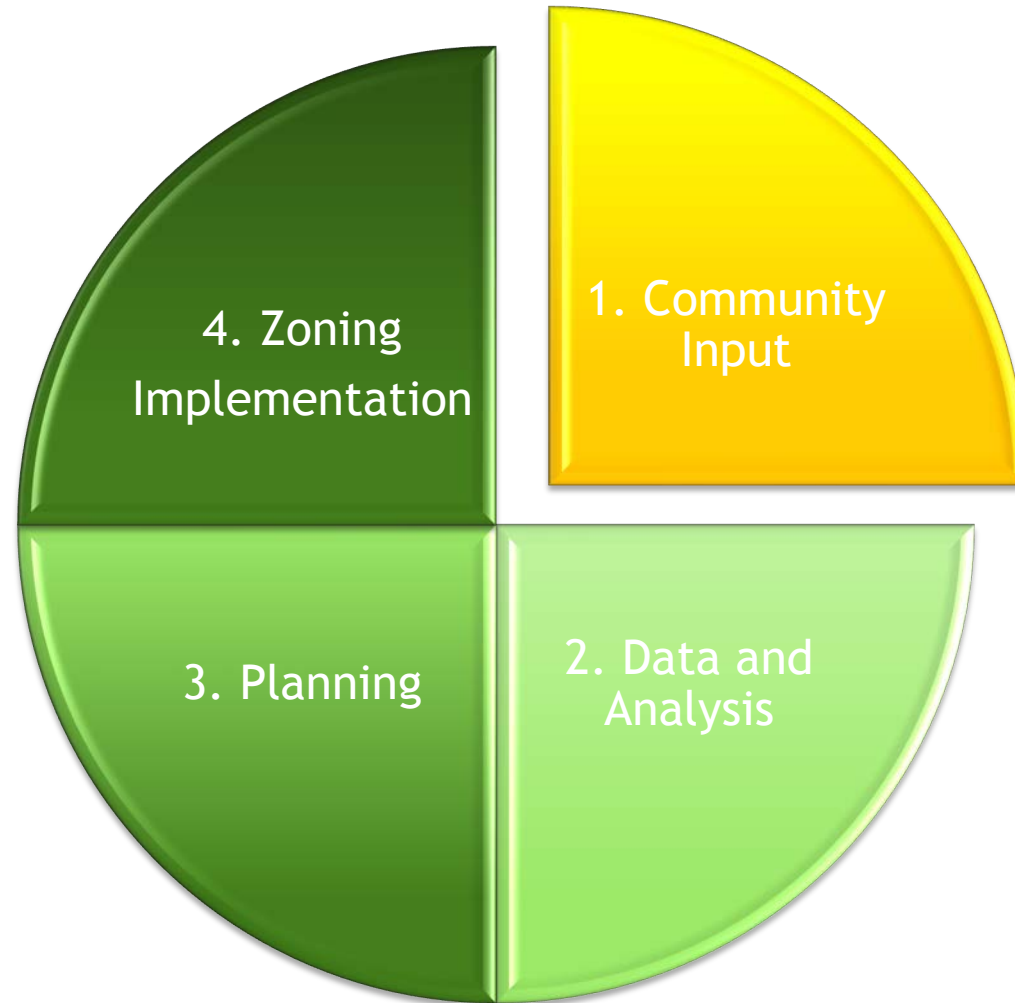 1. Community
Input
2. Data and
Analysis
3. Planning
4. Zoning
Implementation